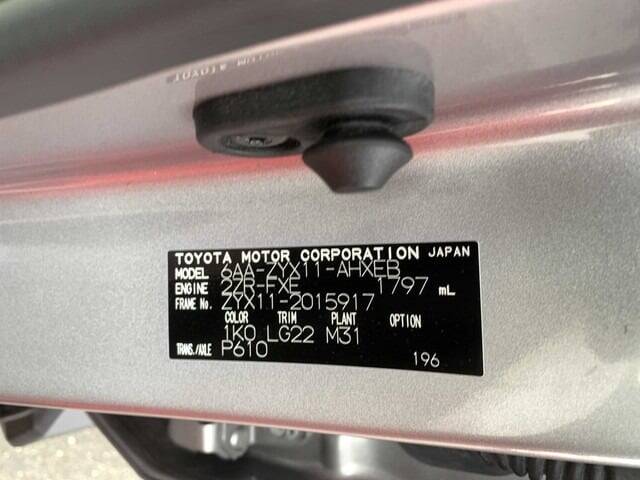 TOYOTA MOTOR CORPORATION JAPAN
MODEL 6AA-ZYX11-AHXEB
ENGINE 2ZR-FXE 1797 mL
FRAME No. ZYX11-2015917
COLOR TRIM PLANT OPTION
1K0 LG22 M31
TRANS./AXLE P610
196